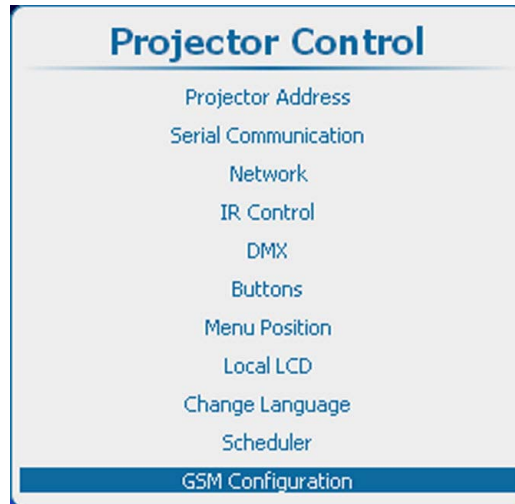 Projector Control
Projector Address
Serial Communication
Network
IR Control
DMX
Buttons
Menu Position
Local LCD
Change Language
Scheduler
GSM Configuration